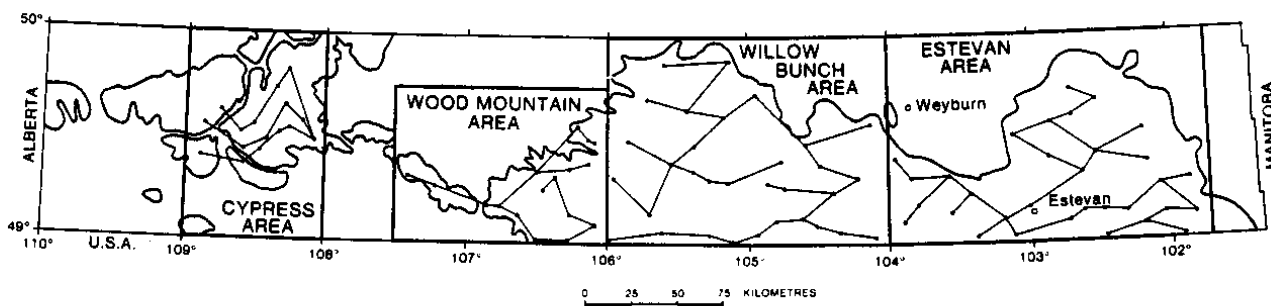 50°
WILLOW
BUNCH
AREA
ESTEVAN
AREA
Weyburn
WOOD MOUNTAIN
AREA
ALBERTA
MANITOBA
CYPRESS
AREA
Estevan
49°
110°
U.S.A.
109°
108°
107°
106°
105°
104°
103°
102°
0 25 50 75 KILOMETRES